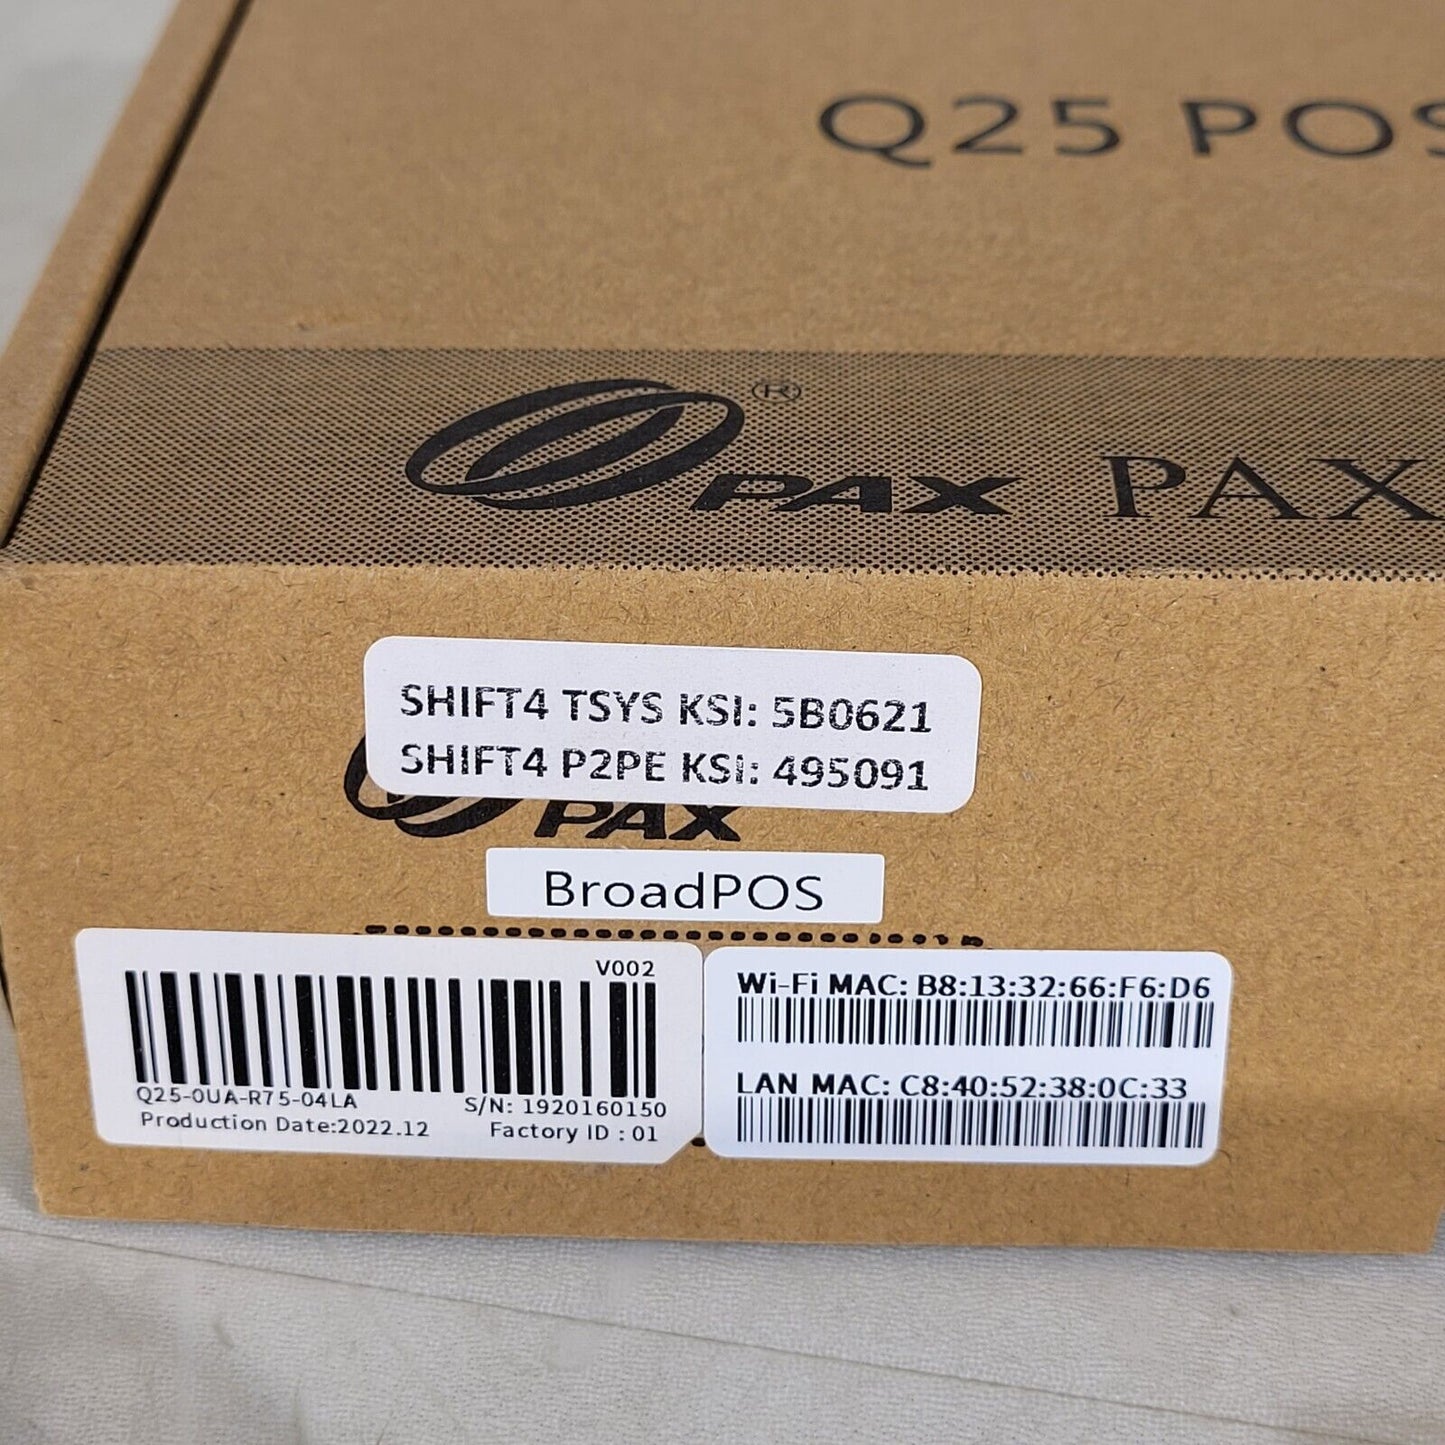 Q25 POS
®
PAX PAX
SHIFT4 TSYS KSI: 5B0621
SHIFT4 P2PE KSI: 495091
PAX
BroadPOS
V002
Q25-0UA-R75-04LA
S/N: 1920160150
Production Date:2022.12
Factory ID : 01
Wi-Fi MAC: B8:13:32:66:F6:D6
LAN MAC: C8:40:52:38:0C:33